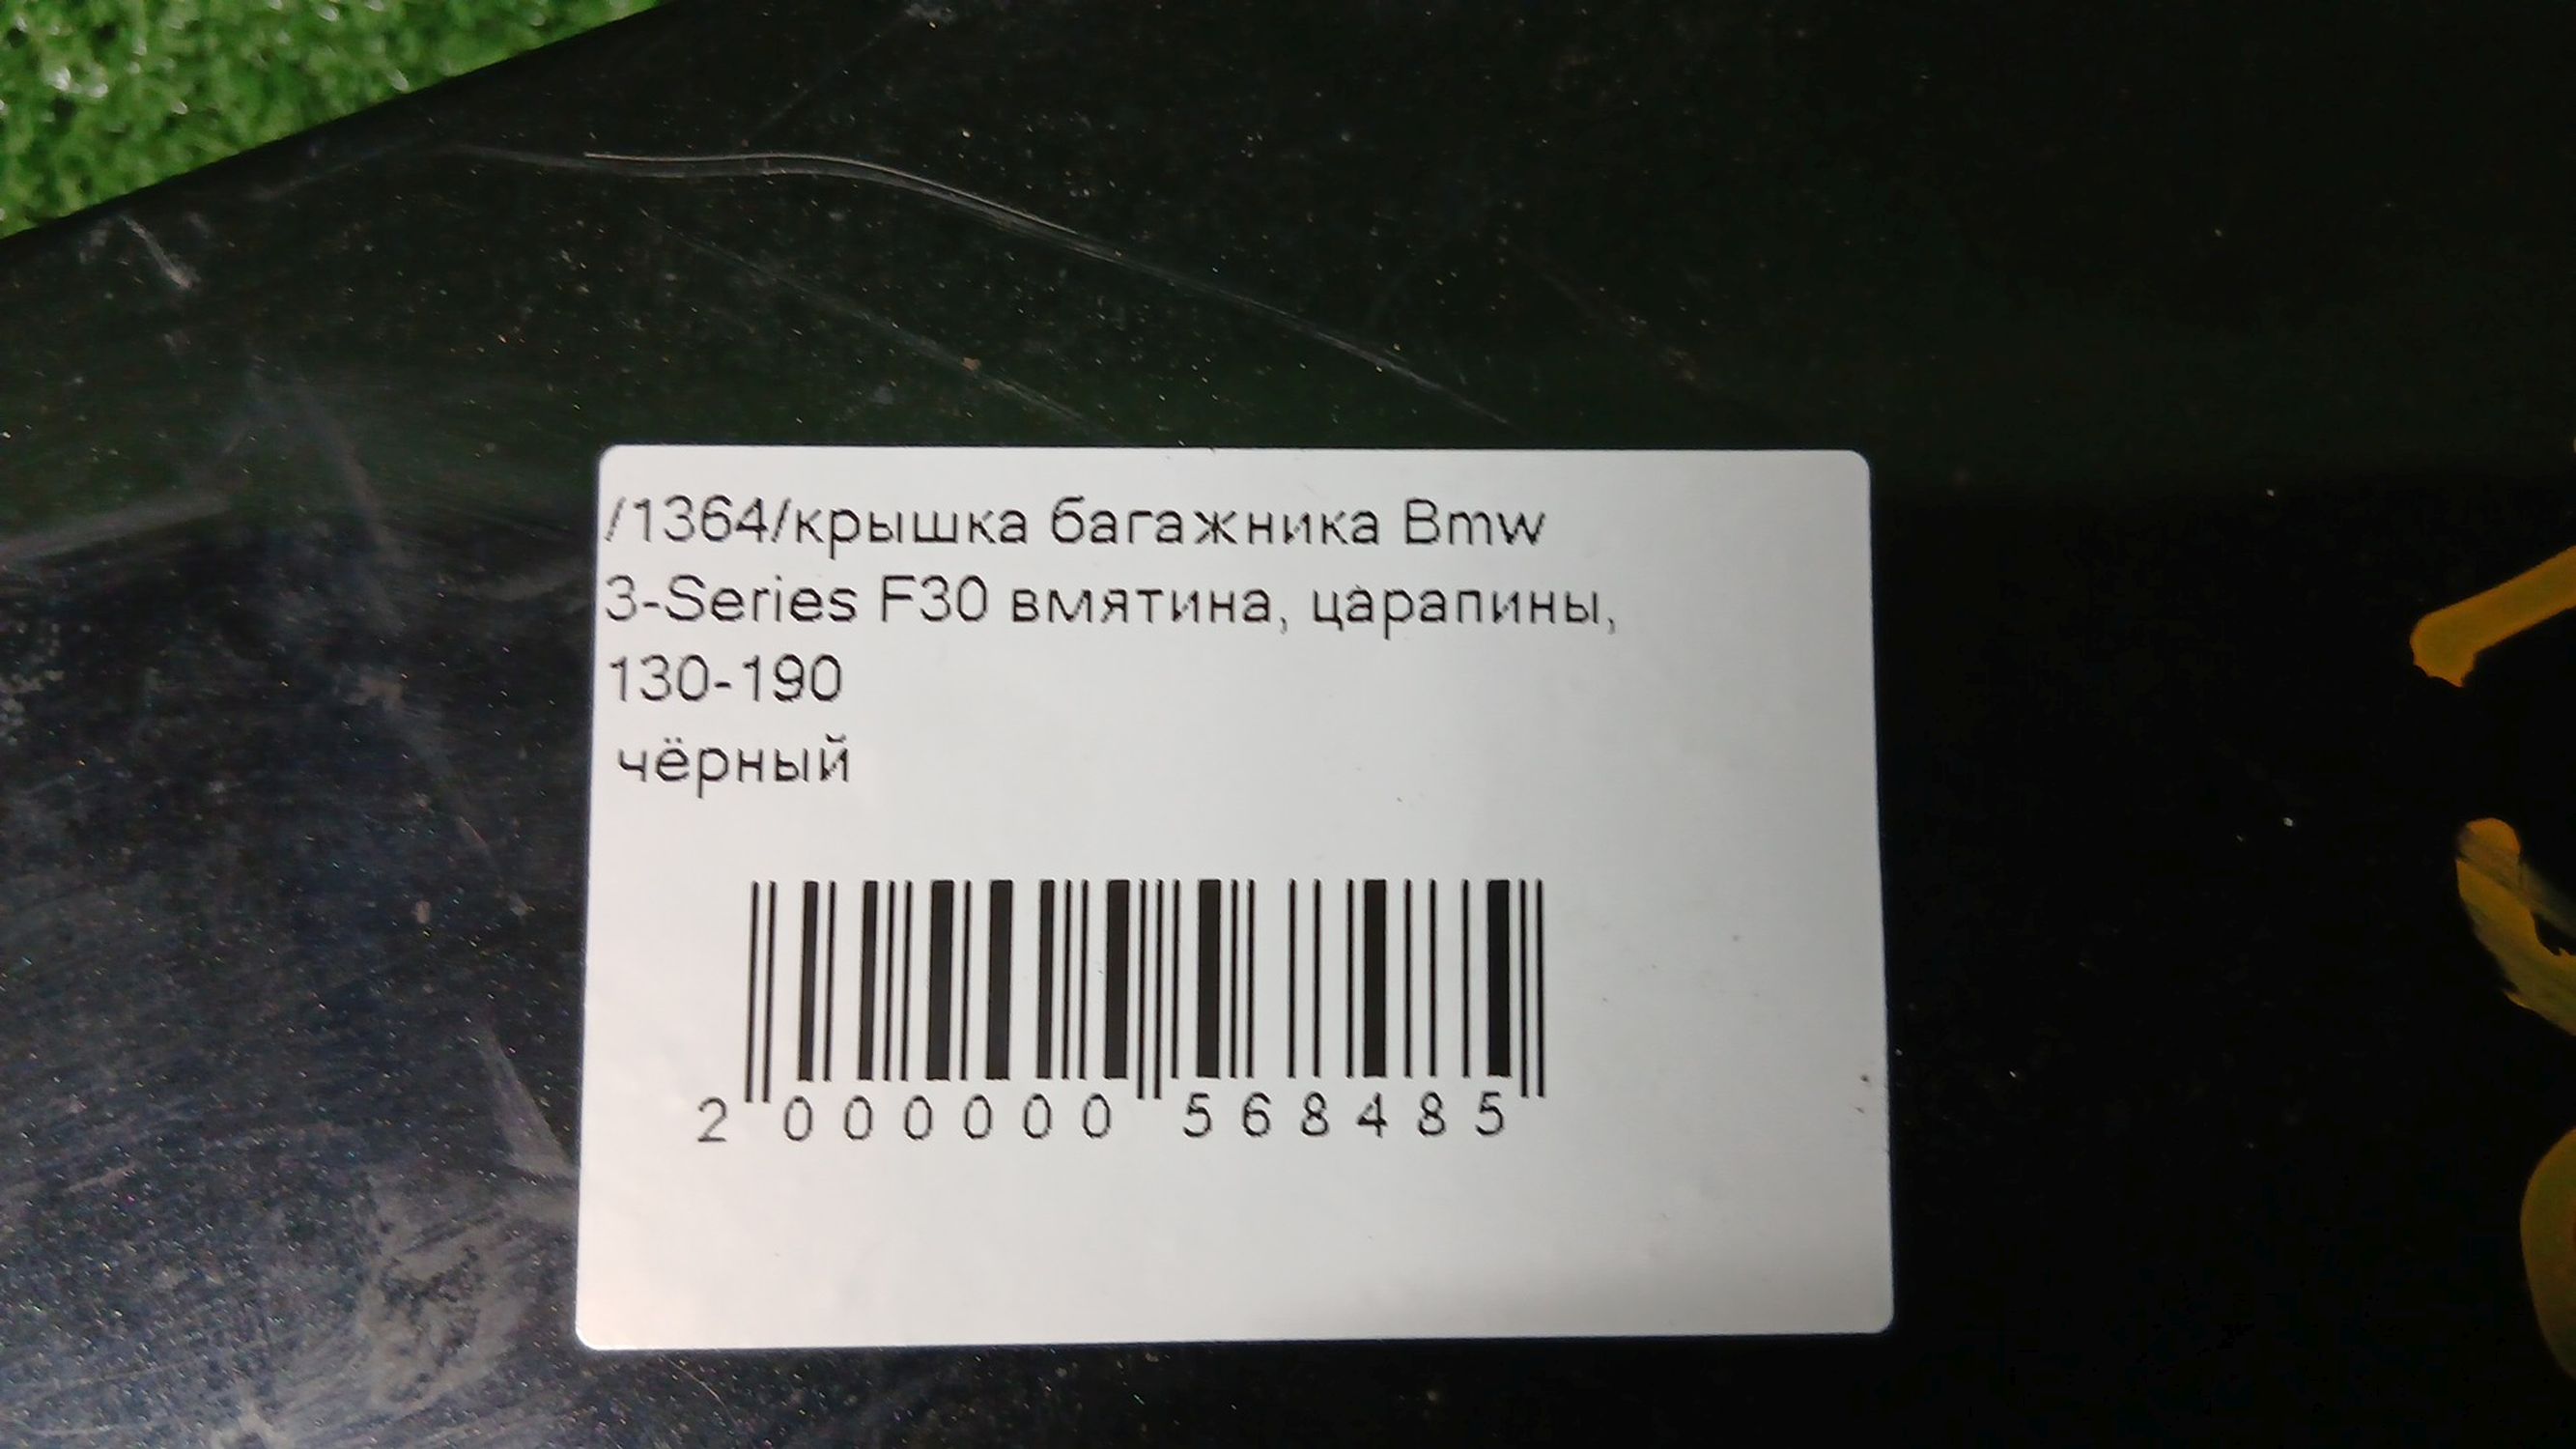 /1364/крышка багажника Bmw
3-Series F30 вмятина, царапины,
130-190
чёрный
2 000000 568485